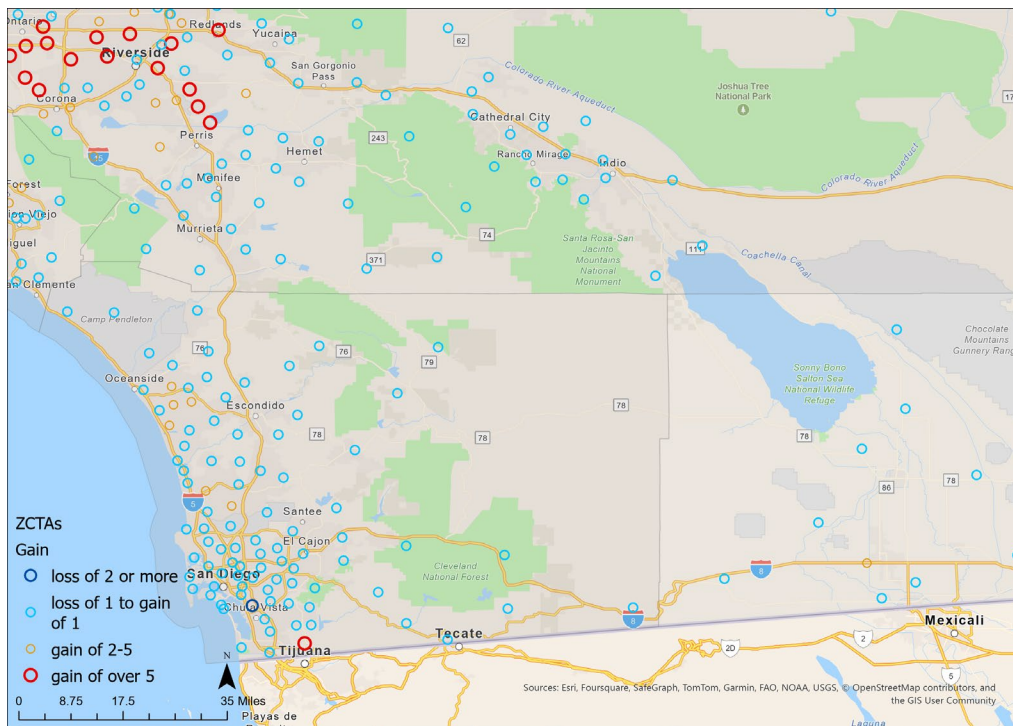 Ontario
Redlands
Yucaipa
62
Riverside
San Gorgonio
Pass
Colorado River Aqueduct
Joshua Tree
National Park
Corona
Cathedral City
243
Perris
Hemet
Rancho Mirage
Indio
15
Forest
Menifee
Colorado River Aqueduct
Murrieta
74
Santa Rosa-San
Jacinto
Mountains
National
Monument
111
Coachella Canal
371
Camp Pendleton
Chocolate
Mountains
76
76
79
78
Oceanside
Sonny Bono
Salton Sea
National Wildlife
Refuge
Escondido
78
78
78
78
78
86
5
Santee
El Cajon
San Diego
Cleveland
National Forest
8
8
Chula Vista
Tecate
Mexicali
Tijuana
2D
2
5
Playas de
Laguna
ZCTAs
Gain
loss of 2 or more
loss of 1 to gain
of 1
gain of 2-5
gain of over 5
N
0 8.75 17.5 35 Miles
Sources: Esri, Foursquare, SafeGraph, TomTom, Garmin, FAO, NOAA, USGS, © OpenStreetMap contributors, and
the GIS User Community